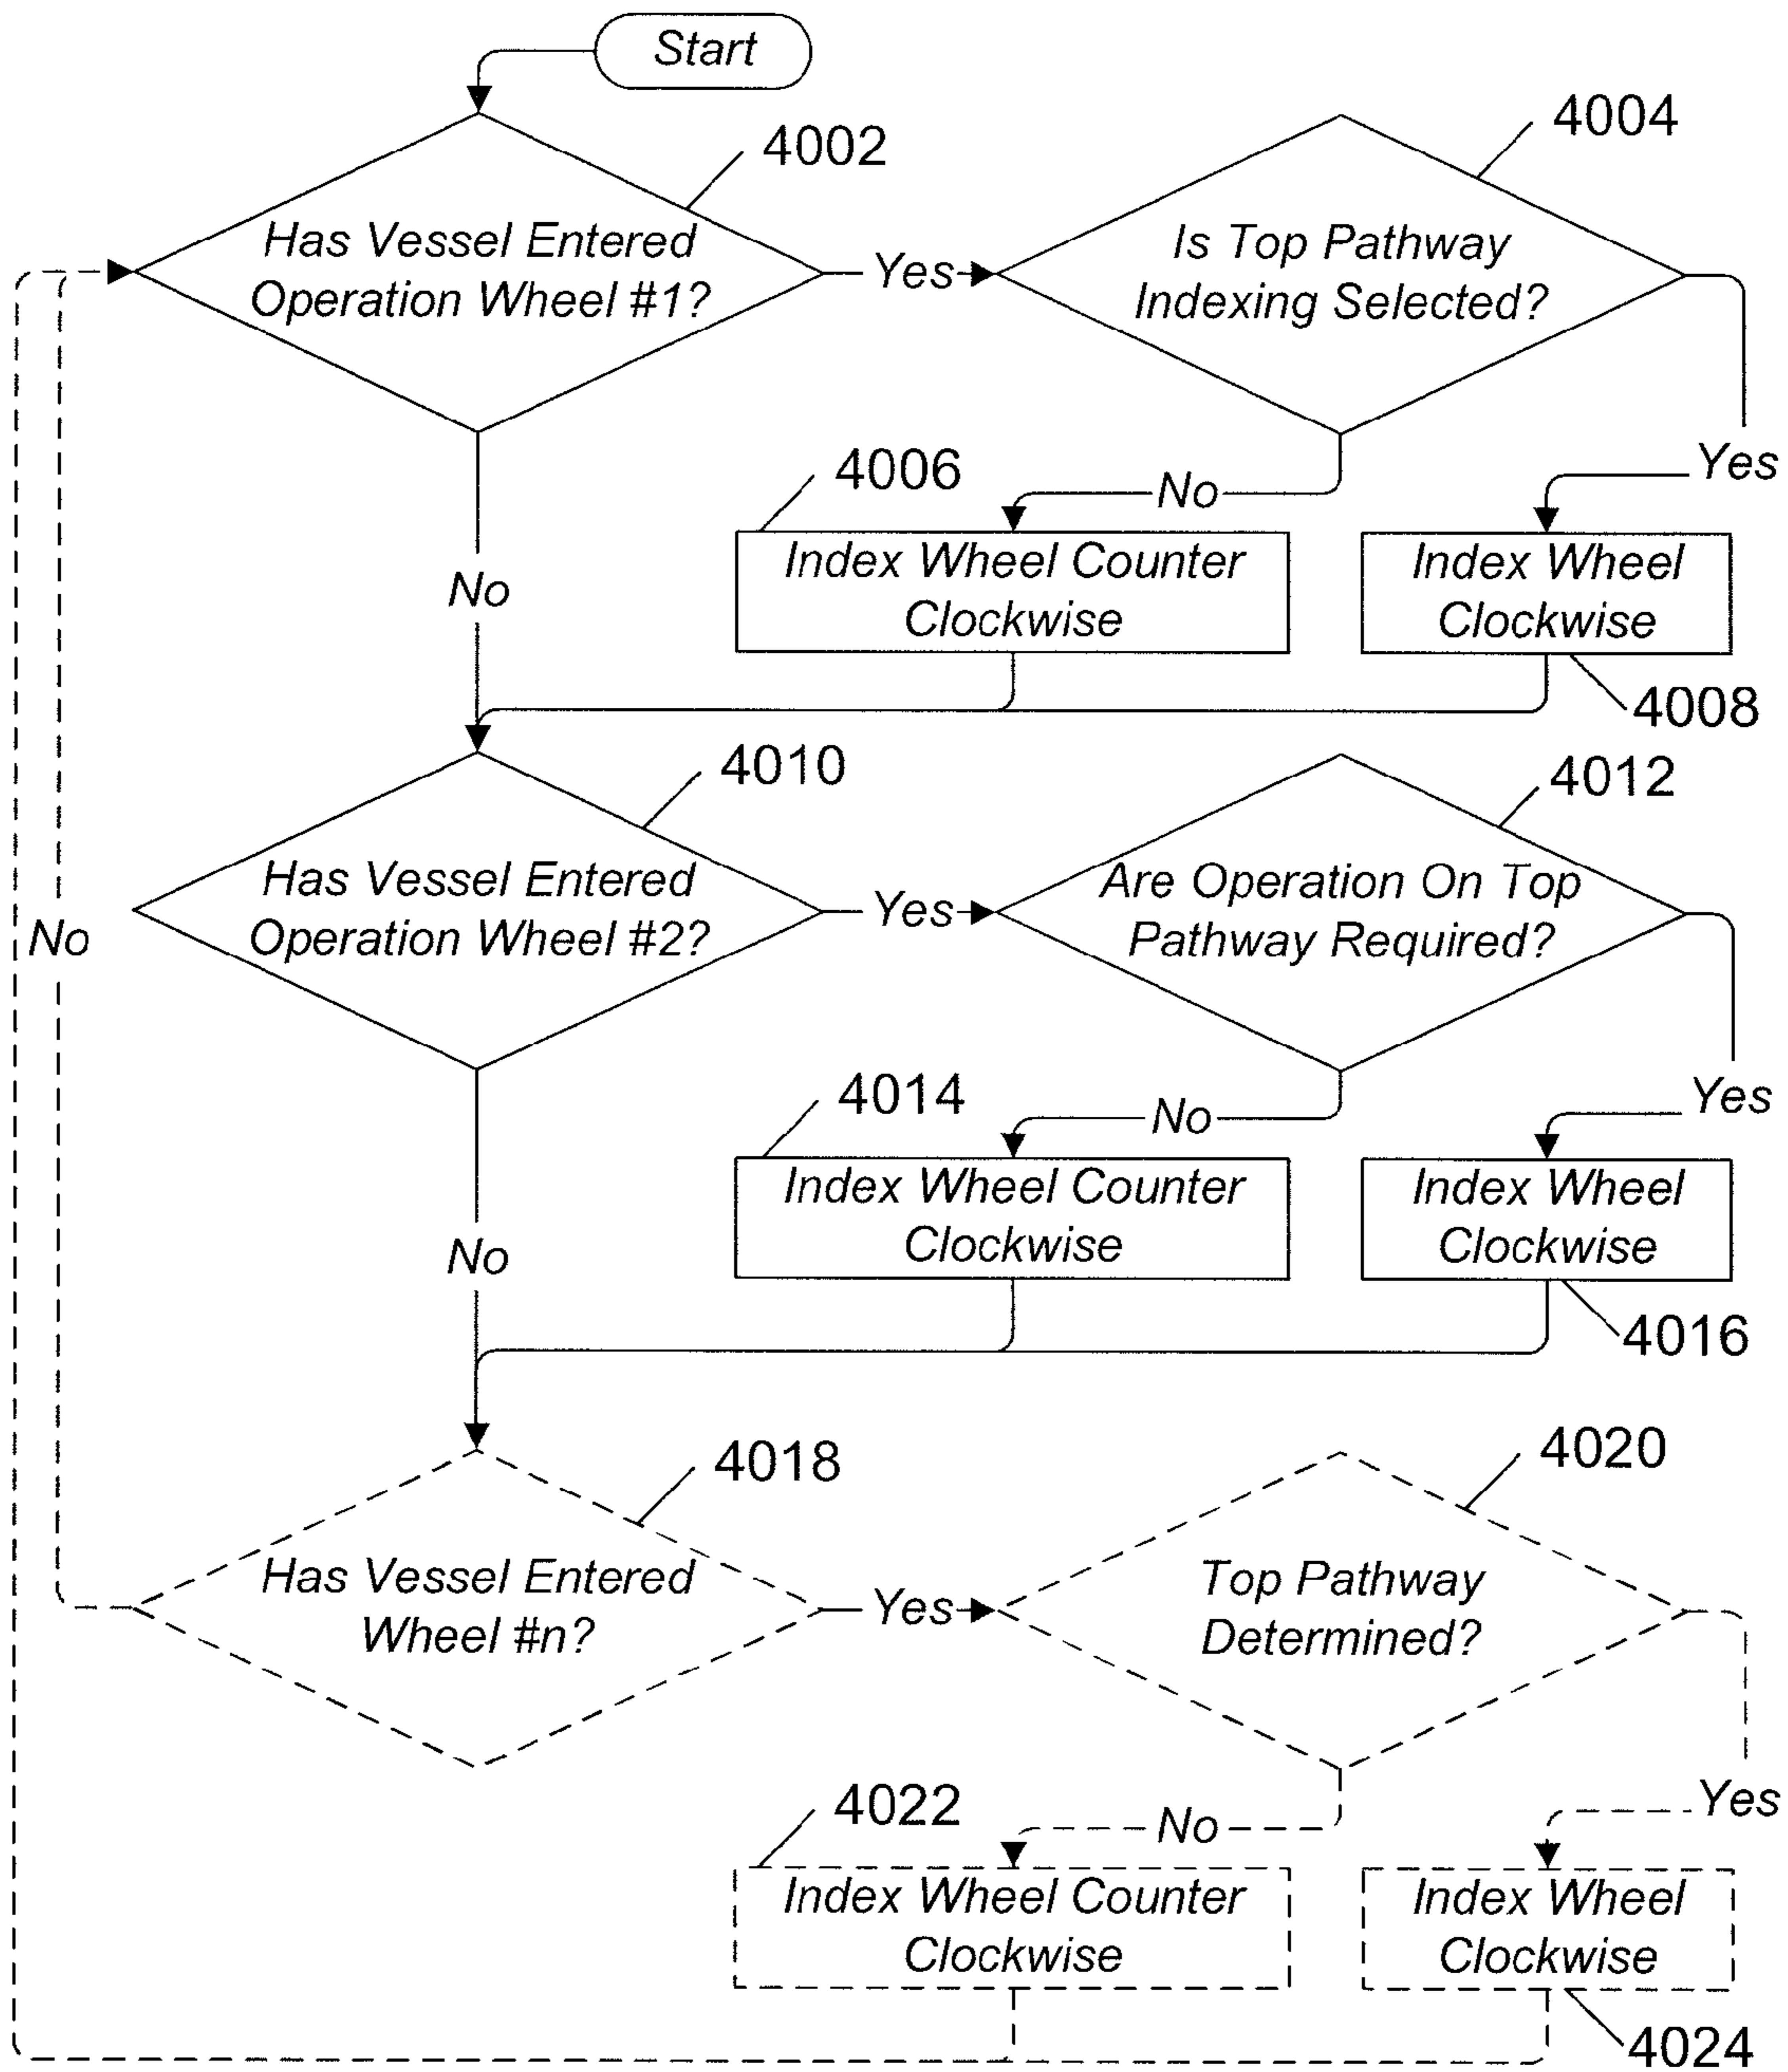 Start
4002
4004
Has Vessel Entered
Operation Wheel #1?
Yes
Is Top Pathway
Indexing Selected?
Yes
No
4006
No
Index Wheel Counter
Clockwise
Index Wheel
Clockwise
4008
4010
4012
Has Vessel Entered
Operation Wheel #2?
Yes
Are Operation On Top
Pathway Required?
No
Yes
4014
No
Index Wheel Counter
Clockwise
Index Wheel
Clockwise
No
4016
4018
4020
Has Vessel Entered
Wheel #n?
Yes
Top Pathway
Determined?
Yes
4022
No
Index Wheel Counter
Clockwise
Index Wheel
Clockwise
4024